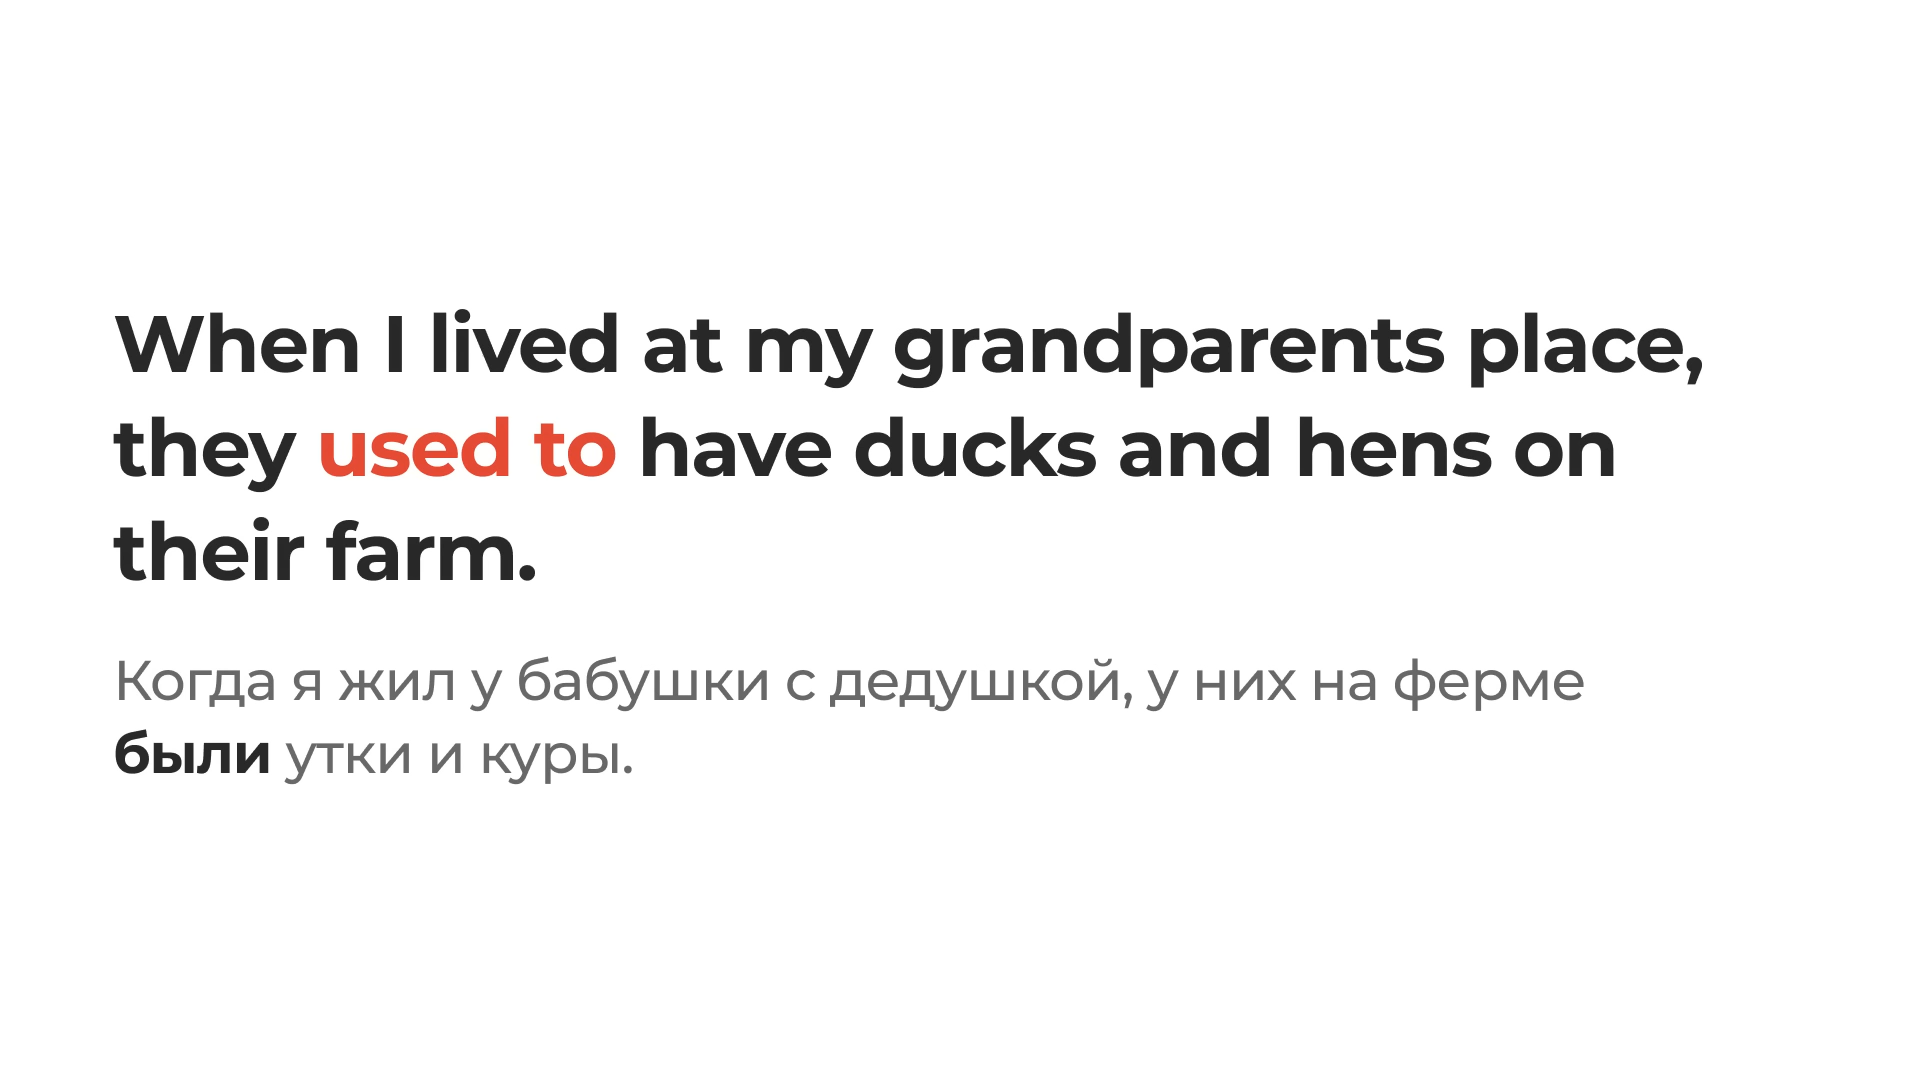 When I lived at my grandparents place,
they used to have ducks and hens on
their farm.
Когда я жил у бабушки с дедушкой, у них на ферме
были утки и куры.